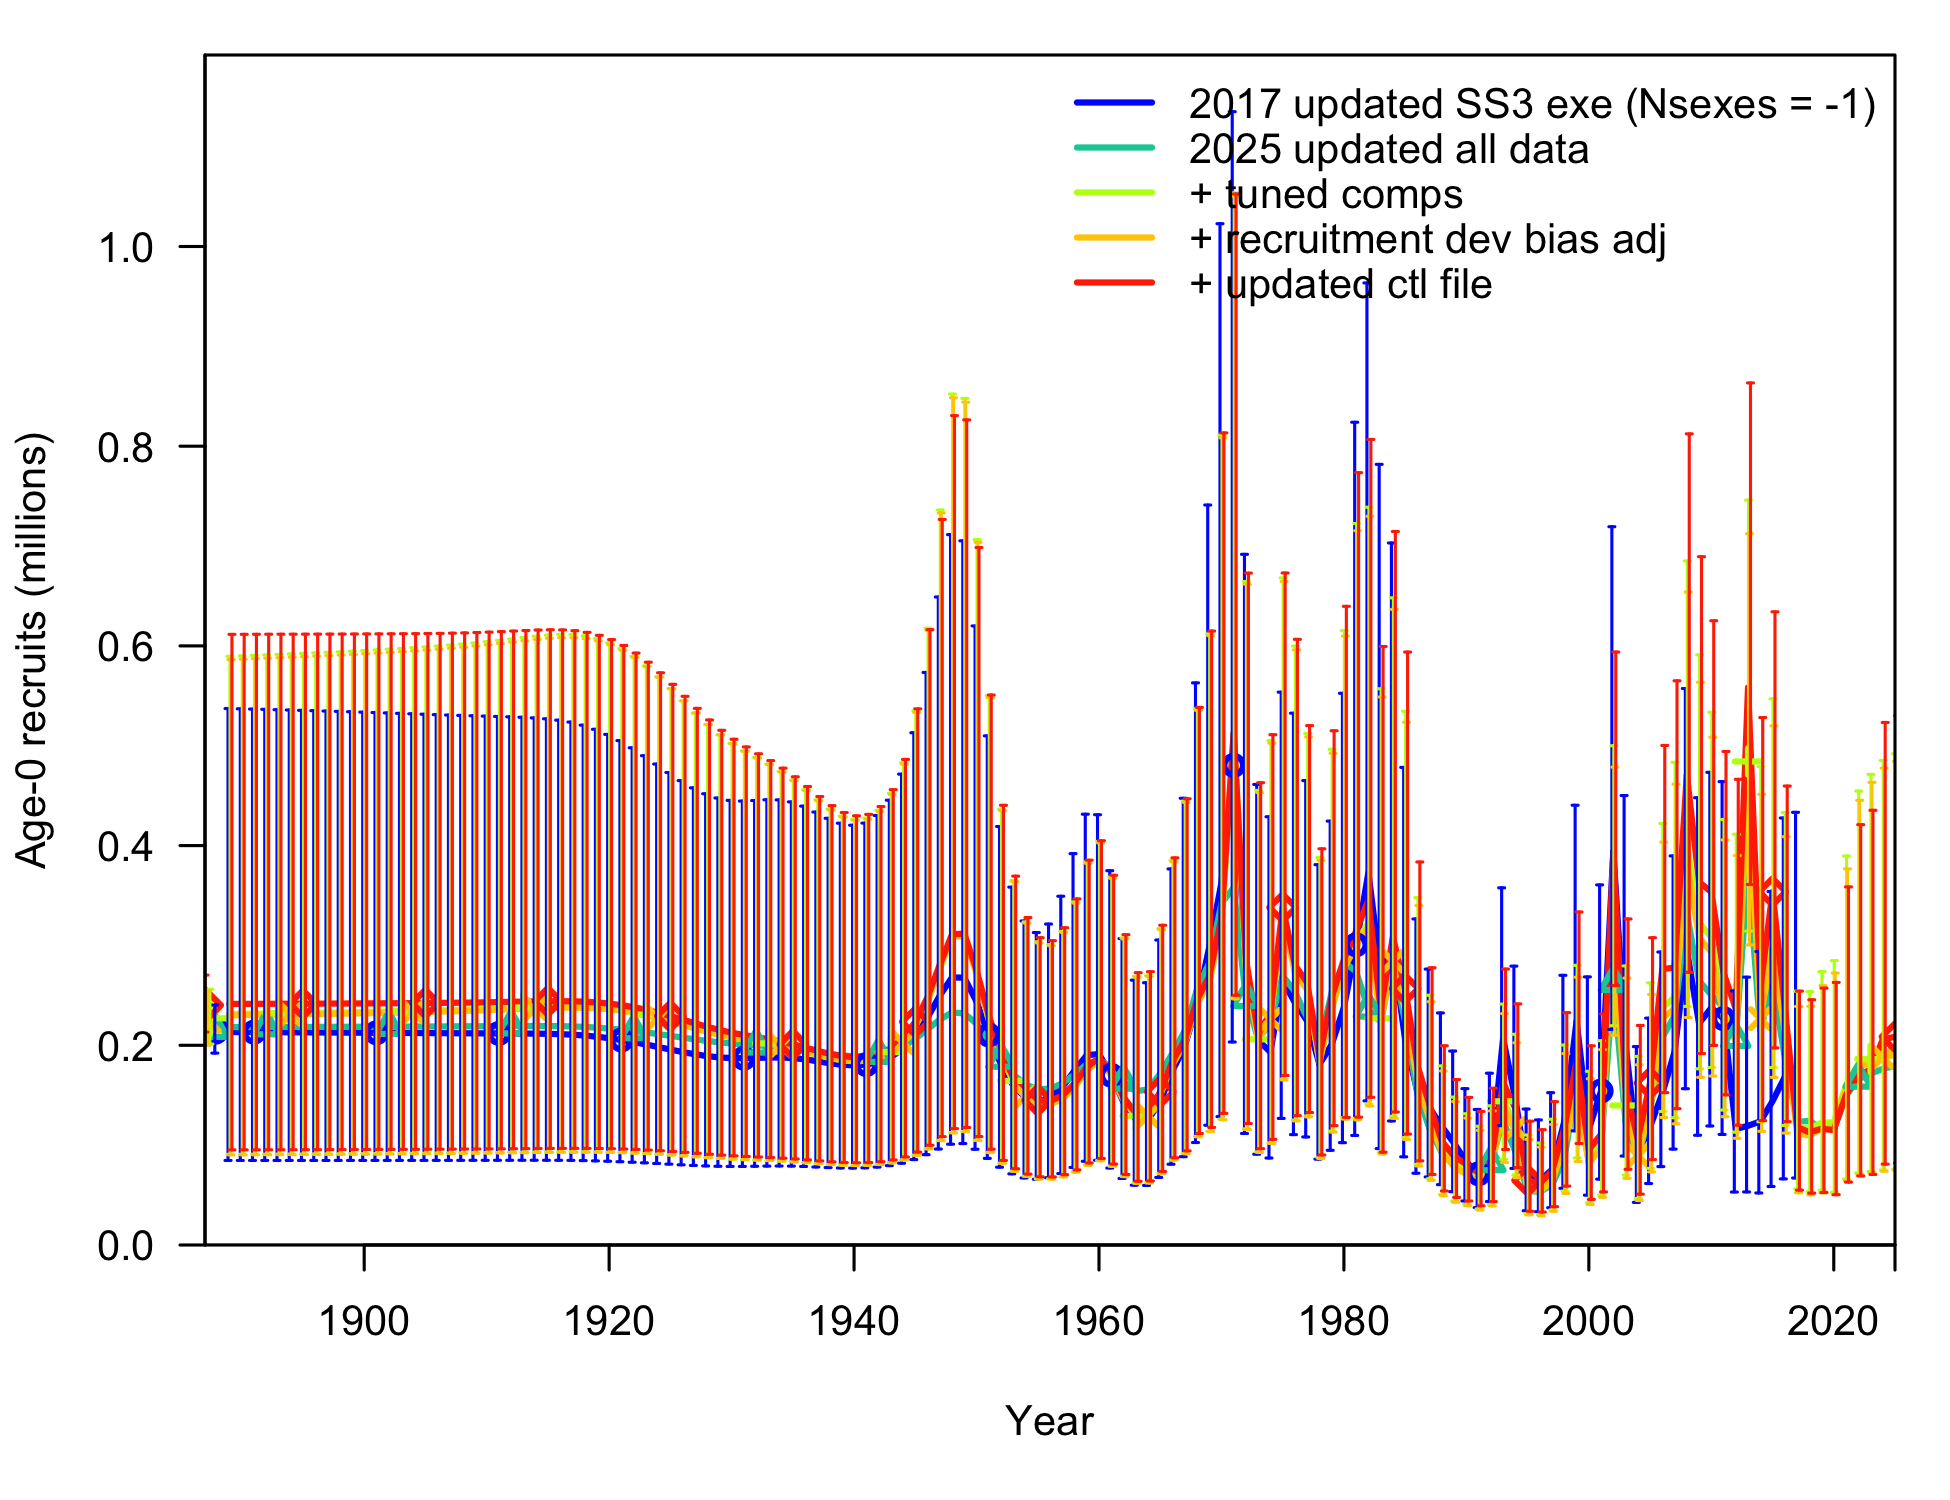 2017 updated SS3 exe (Nsexes = -1)
2025 updated all data
+ tuned comps
+ recruitment dev bias adj
+ updated ctl file
Age-0 recruits (millions)
1.0
0.8
0.6
0.4
0.2
0.0
1900 1920 1940 1960 1980 2000 2020
Year